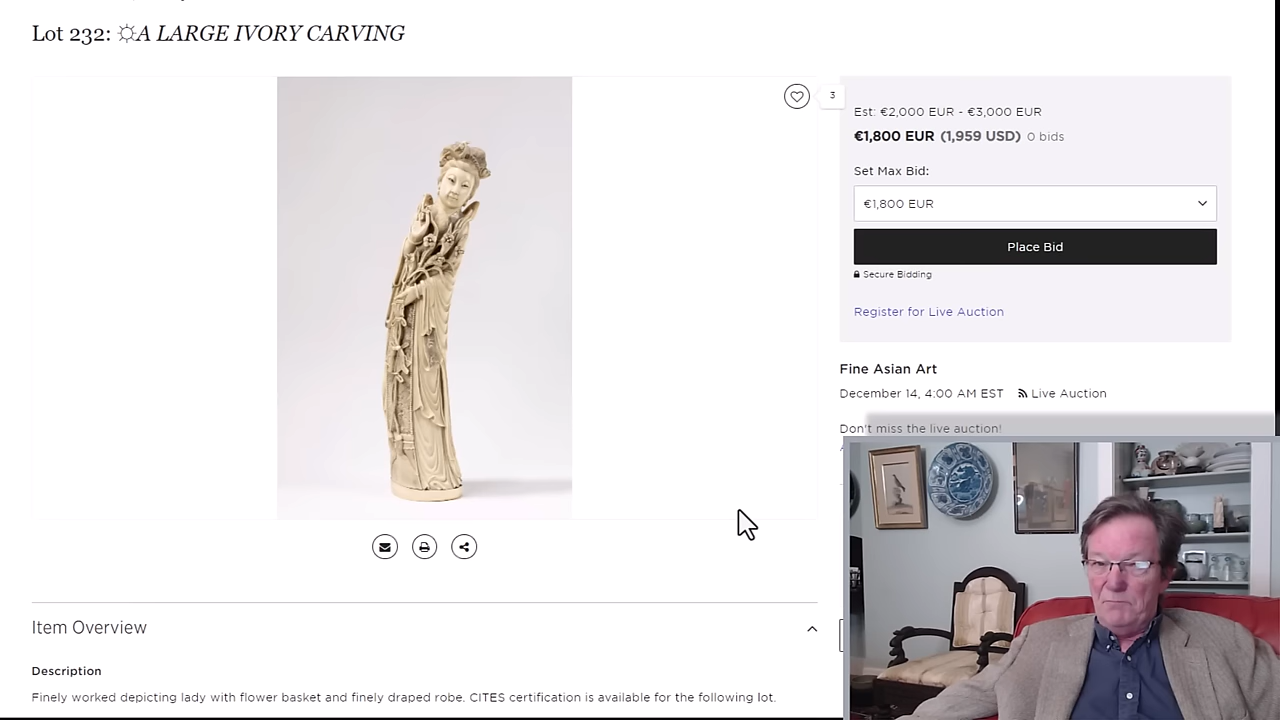 Lot 232: ☼A LARGE IVORY CARVING
3
Est: €2,000 EUR - €3,000 EUR
€1,800 EUR (1,959 USD) 0 bids
Set Max Bid:
€1,800 EUR
Place Bid
Secure Bidding
Register for Live Auction
Fine Asian Art
December 14, 4:00 AM EST Live Auction
Don't miss the live auction!
Item Overview
Description
Finely worked depicting lady with flower basket and finely draped robe. CITES certification is available for the following lot.